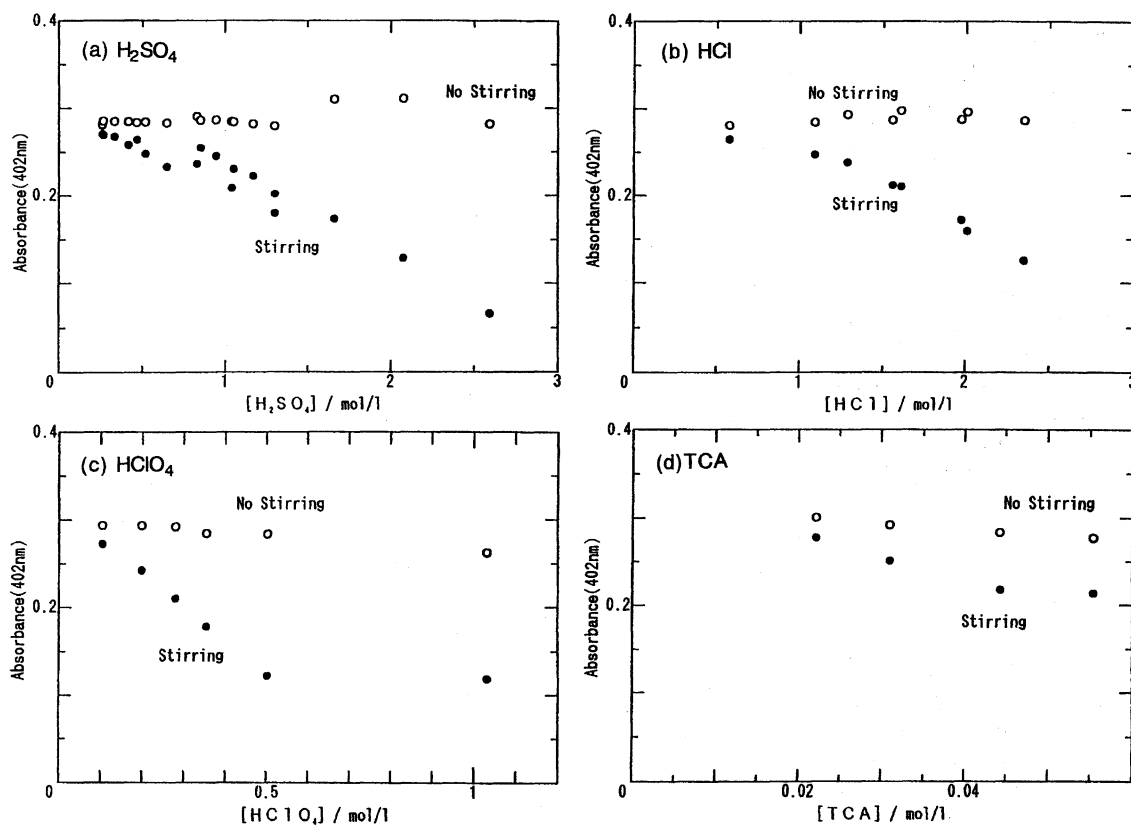 (a) H₂SO₄
No Stirring
Stirring
Absorbance(402nm)
0.4
0.2
0
1
2
3
[H₂SO₄] / mol/l
(b) HCl
No Stirring
Stirring
Absorbance(402nm)
0.4
0.2
0
1
2
3
[HCl] / mol/l
(c) HClO₄
No Stirring
Stirring
Absorbance(402nm)
0.4
0.2
0
0.5
1
[HClO₄] / mol/l
(d)TCA
No Stirring
Stirring
Absorbance(402nm)
0.4
0.2
0
0.02
0.04
[TCA] / mol/l